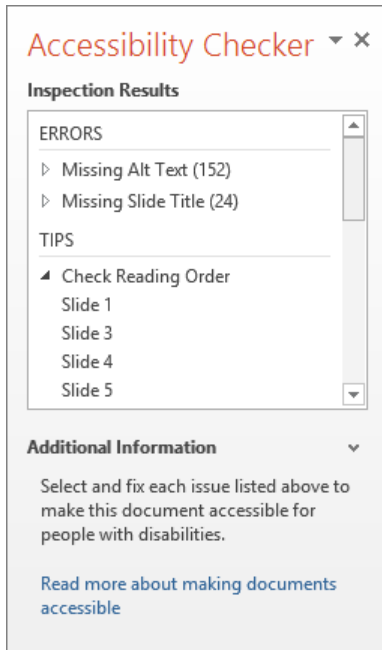 Accessibility Checker
Inspection Results
ERRORS
Missing Alt Text (152)
Missing Slide Title (24)
TIPS
Check Reading Order
Slide 1
Slide 3
Slide 4
Slide 5
Additional Information
Select and fix each issue listed above to
make this document accessible for
people with disabilities.
Read more about making documents
accessible